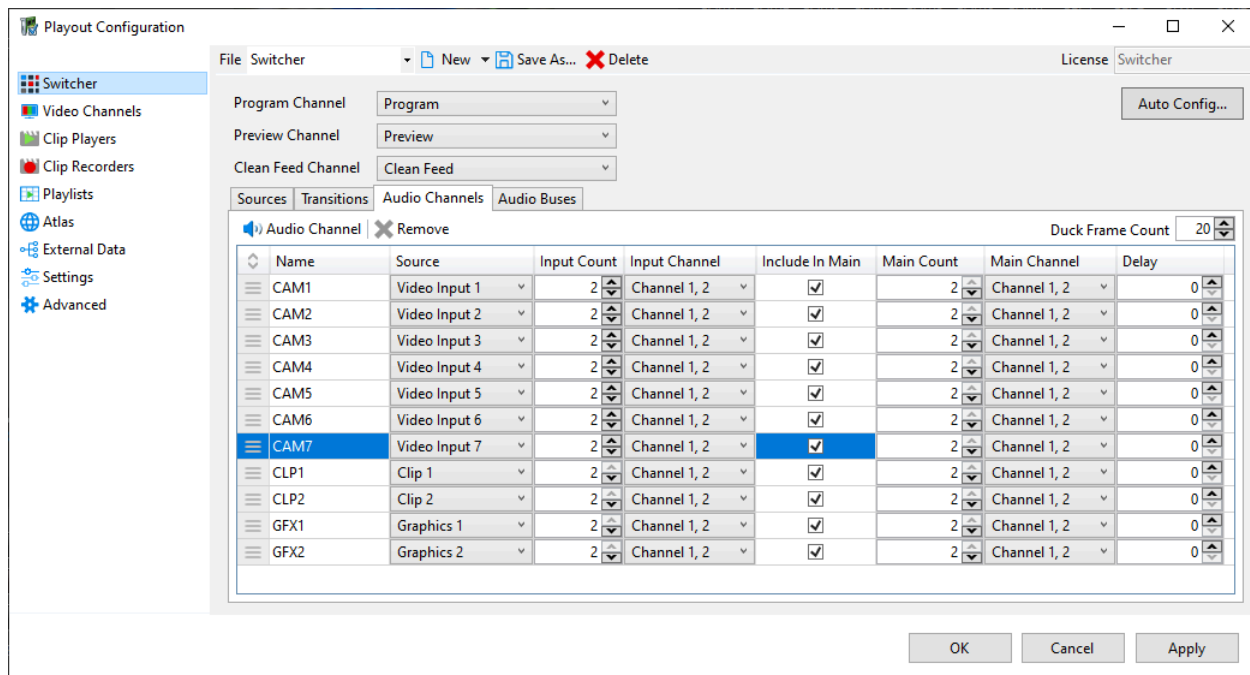 Playout Configuration
File Switcher New Save As... Delete License Switcher
Switcher
Video Channels
Clip Players
Clip Recorders
Playlists
Atlas
External Data
Settings
Advanced
Program Channel Program Auto Config...
Preview Channel Preview
Clean Feed Channel Clean Feed
Sources Transitions Audio Channels Audio Buses
Audio Channel Remove Duck Frame Count 20
Name Source Input Count Input Channel Include In Main Main Count Main Channel Delay
CAM1 Video Input 1 2 Channel 1, 2 2 Channel 1, 2 0
CAM2 Video Input 2 2 Channel 1, 2 2 Channel 1, 2 0
CAM3 Video Input 3 2 Channel 1, 2 2 Channel 1, 2 0
CAM4 Video Input 4 2 Channel 1, 2 2 Channel 1, 2 0
CAM5 Video Input 5 2 Channel 1, 2 2 Channel 1, 2 0
CAM6 Video Input 6 2 Channel 1, 2 2 Channel 1, 2 0
CAM7 Video Input 7 2 Channel 1, 2 2 Channel 1, 2 0
CLP1 Clip 1 2 Channel 1, 2 2 Channel 1, 2 0
CLP2 Clip 2 2 Channel 1, 2 2 Channel 1, 2 0
GFX1 Graphics 1 2 Channel 1, 2 2 Channel 1, 2 0
GFX2 Graphics 2 2 Channel 1, 2 2 Channel 1, 2 0
OK Cancel Apply